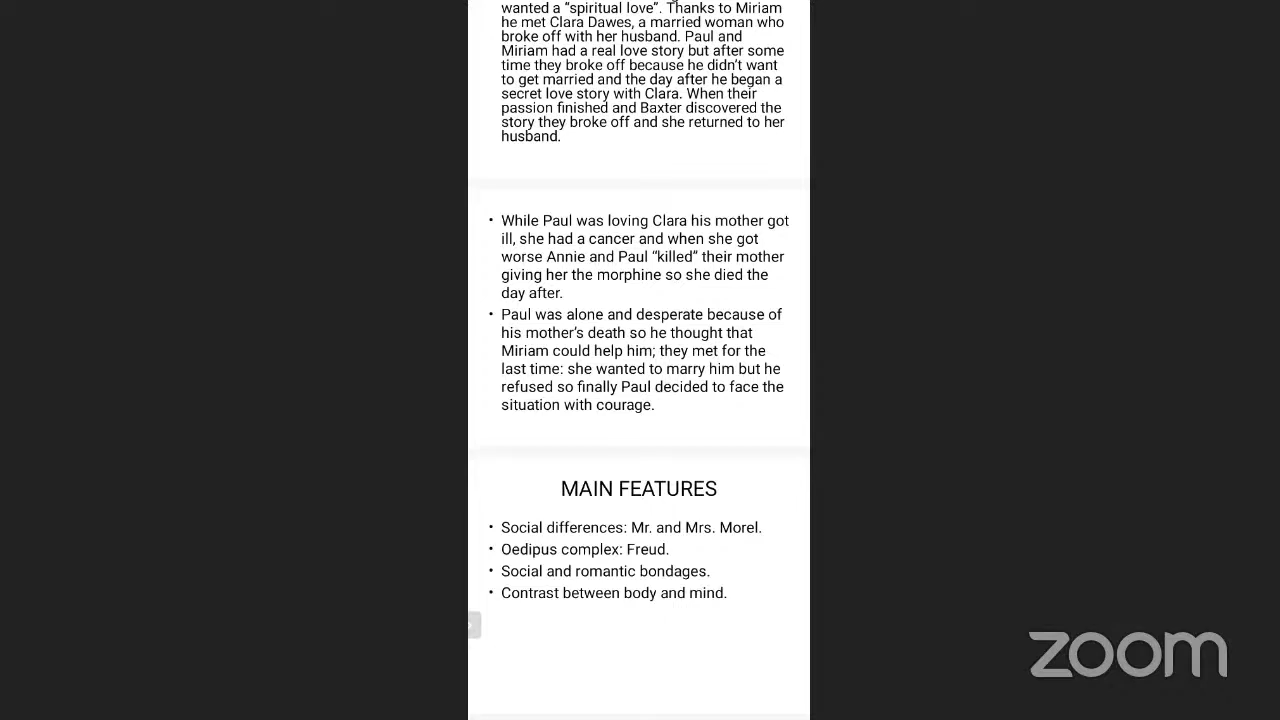 wanted a “spiritual love”. Thanks to Miriam
he met Clara Dawes, a married woman who
broke off with her husband. Paul and
Miriam had a real love story but after some
time they broke off because he didn’t want
to get married and the day after he began a
secret love story with Clara. When their
passion finished and Baxter discovered the
story they broke off and she returned to her
husband.
• While Paul was loving Clara his mother got
ill, she had a cancer and when she got
worse Annie and Paul “killed” their mother
giving her the morphine so she died the
day after.
• Paul was alone and desperate because of
his mother’s death so he thought that
Miriam could help him; they met for the
last time: she wanted to marry him but he
refused so finally Paul decided to face the
situation with courage.
MAIN FEATURES
• Social differences: Mr. and Mrs. Morel.
• Oedipus complex: Freud.
• Social and romantic bondages.
• Contrast between body and mind.
zoom